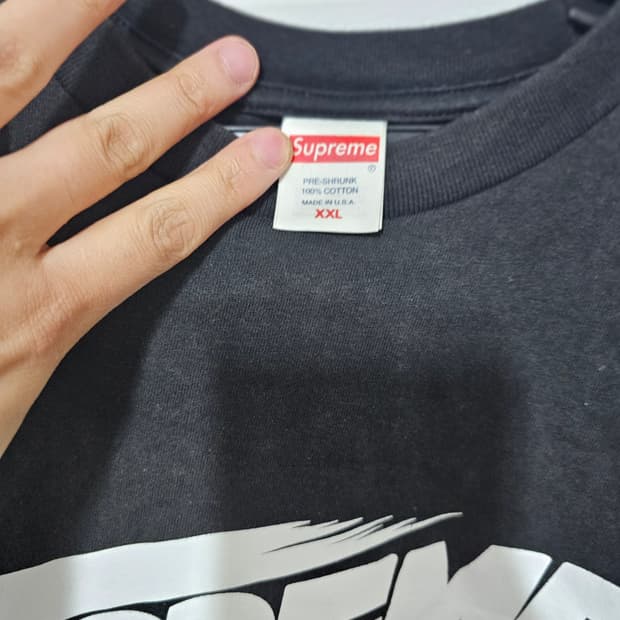 Supreme
®
PRE-SHRUNK
100% COTTON
MADE IN U.S.A.
XXL